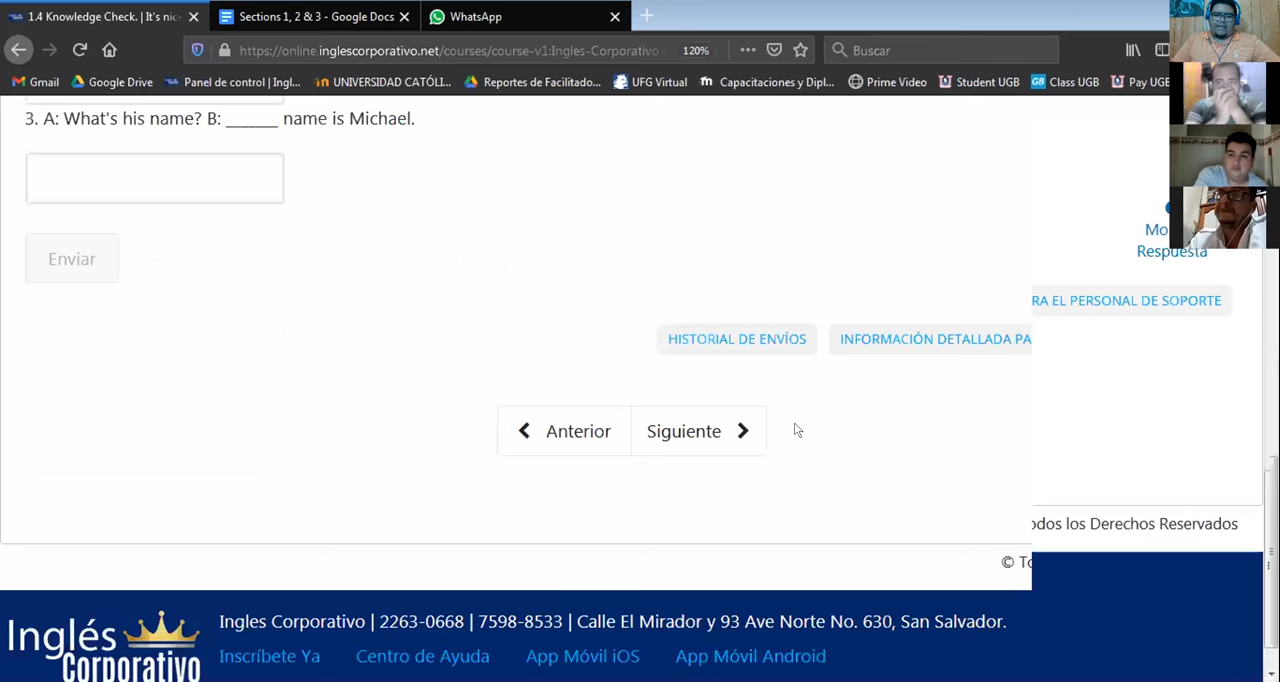 1.4 Knowledge Check. | It's nic
Sections 1, 2 & 3 - Google Docs
WhatsApp
https://online.inglescorporativo.net/courses/course-v1:Ingles-Corporativo
120%
Buscar
Gmail
Google Drive
Panel de control | Ingl...
UNIVERSIDAD CATÓLI...
Reportes de Facilitado...
UFG Virtual
Capacitaciones y Dipl...
Prime Video
Student UGB
Class UGB
Pay UGB
3. A: What's his name? B: _______ name is Michael.
Mo
Respuesta
Enviar
RA EL PERSONAL DE SOPORTE
HISTORIAL DE ENVÍOS
INFORMACIÓN DETALLADA PA
Anterior
Siguiente
odos los Derechos Reservados
© To
Inglés
Corporativo
Ingles Corporativo | 2263-0668 | 7598-8533 | Calle El Mirador y 93 Ave Norte No. 630, San Salvador.
Inscríbete Ya
Centro de Ayuda
App Móvil iOS
App Móvil Android